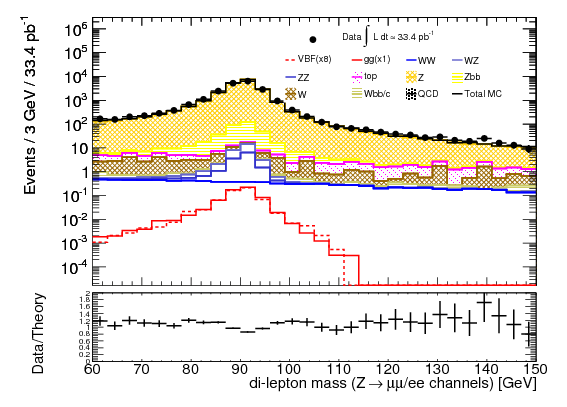 Data ∫ L dt ≃ 33.4 pb⁻¹
VBF(x8) gg(x1) WW WZ
ZZ top Z Zbb
W Wbb/c QCD Total MC
Events / 3 GeV / 33.4 pb⁻¹
10⁶
10⁵
10⁴
10³
10²
10
1
10⁻¹
10⁻²
10⁻³
10⁻⁴
Data/Theory
2
1.8
1.6
1.4
1.2
1
0.8
0.6
0.4
0.2
0
60 70 80 90 100 110 120 130 140 150
di-lepton mass (Z→ μμ/ee channels) [GeV]